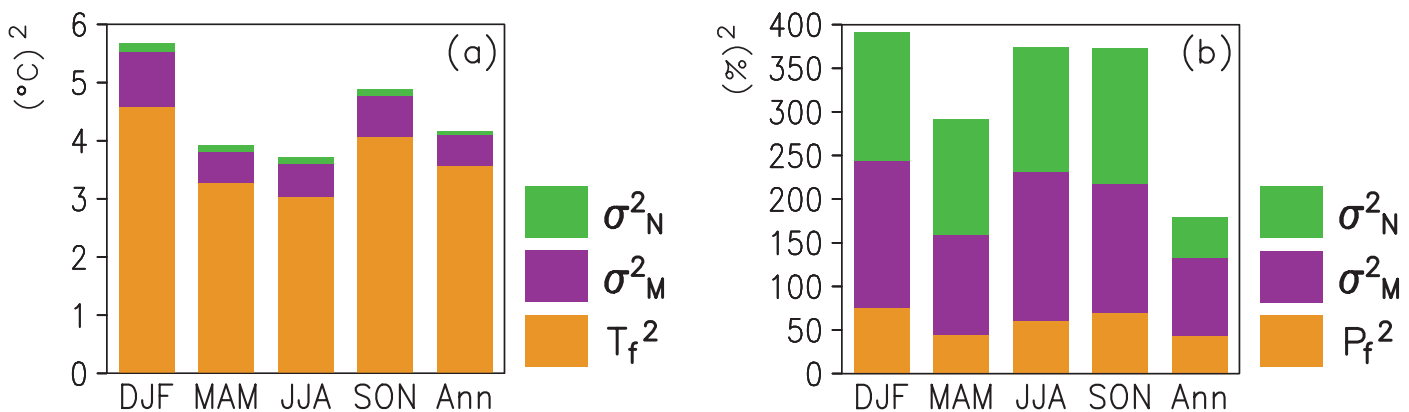 (°C)²
6
5
4
3
2
1
0
(a)
DJF MAM JJA SON Ann
σ²N
σ²M
Tf²
(%)²
400
350
300
250
200
150
100
50
0
(b)
DJF MAM JJA SON Ann
σ²N
σ²M
Pf²